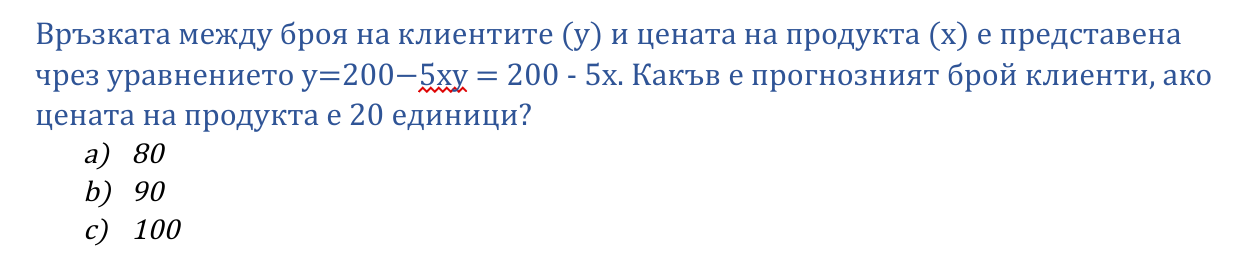 Връзката между броя на клиентите (y) и цената на продукта (x) е представена
чрез уравнението y=200−5xy = 200 - 5x. Какъв е прогнозният брой клиенти, ако
цената на продукта е 20 единици?
a) 80
b) 90
c) 100